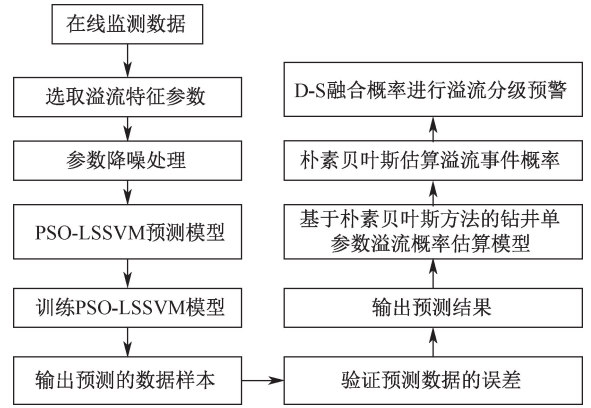 在线监测数据
选取溢流特征参数
参数降噪处理
PSO-LSSVM预测模型
训练PSO-LSSVM模型
输出预测的数据样本
验证预测数据的误差
输出预测结果
基于朴素贝叶斯方法的钻井单
参数溢流概率估算模型
朴素贝叶斯估算溢流事件概率
D-S融合概率进行溢流分级预警